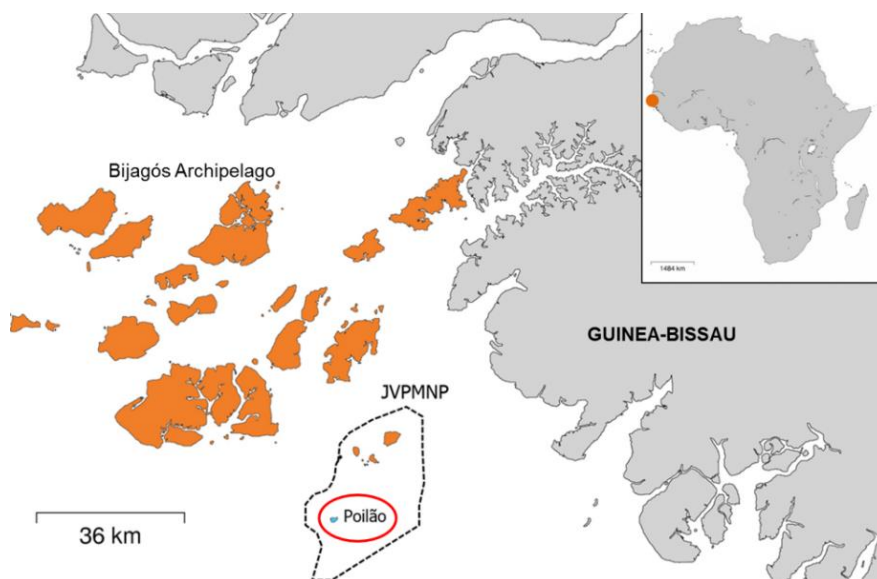 Bijagós Archipelago
1484 km
GUINEA-BISSAU
JVPMNP
Poilão
36 km